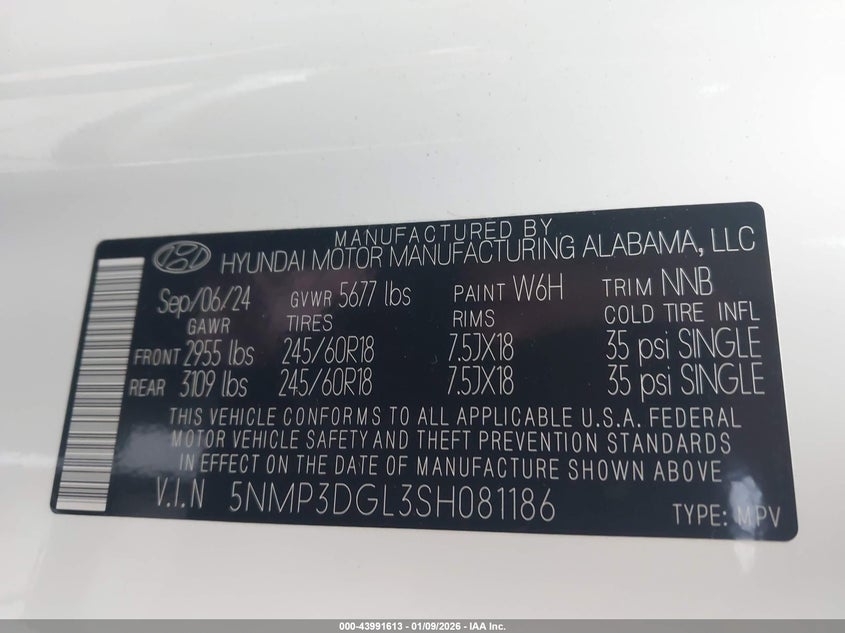 MANUFACTURED BY
HYUNDAI MOTOR MANUFACTURING ALABAMA, LLC
Sep/06/24 GVWR 5677 lbs PAINT W6H TRIM NNB
GAWR TIRES RIMS COLD TIRE INFL
FRONT 2955 lbs 245/60R18 7.5JX18 35 psi SINGLE
REAR 3109 lbs 245/60R18 7.5JX18 35 psi SINGLE
THIS VEHICLE CONFORMS TO ALL APPLICABLE U.S.A. FEDERAL
MOTOR VEHICLE SAFETY AND THEFT PREVENTION STANDARDS
IN EFFECT ON THE DATE OF MANUFACTURE SHOWN ABOVE
V.I.N 5NMP3DGL3SH081186 TYPE: MPV
000-43991613 - 01/09/2026 - IAA Inc.